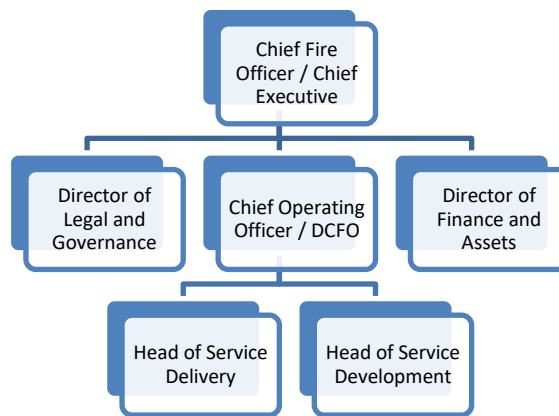 Chief Fire
Officer / Chief
Executive
Director of
Legal and
Governance
Chief Operating
Officer / DCFO
Director of
Finance and
Assets
Head of Service
Delivery
Head of Service
Development